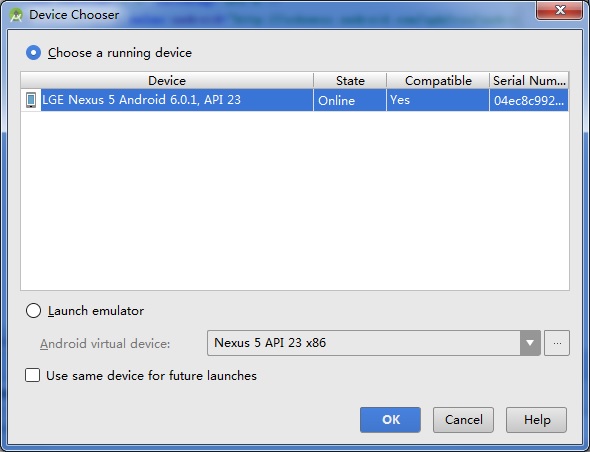 Device Chooser
Choose a running device
Device State Compatible Serial Num...
LGE Nexus 5 Android 6.0.1, API 23 Online Yes 04ec8c992...
Launch emulator
Android virtual device: Nexus 5 API 23 x86 ...
Use same device for future launches
OK Cancel Help